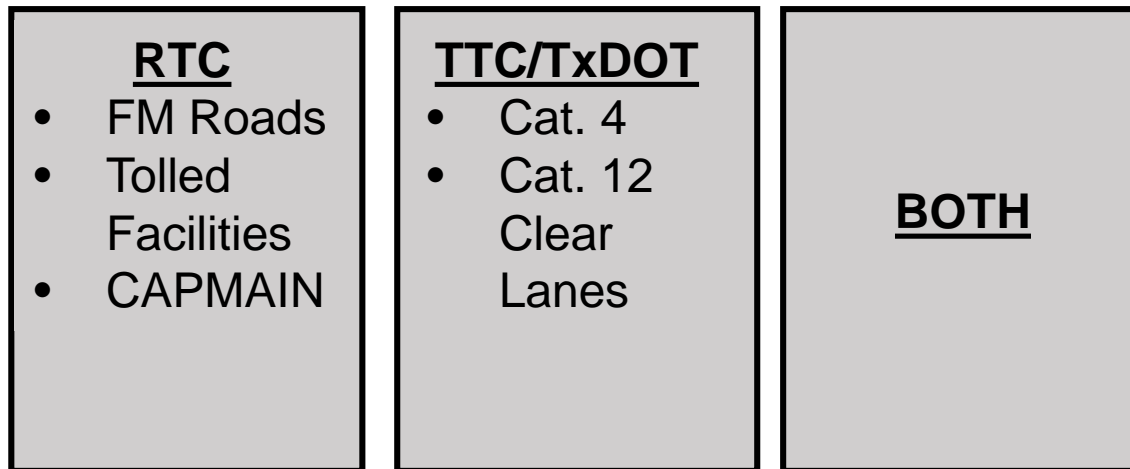 RTC
• FM Roads
• Tolled
Facilities
• CAPMAIN
TTC/TxDOT
• Cat. 4
• Cat. 12
Clear
Lanes
BOTH